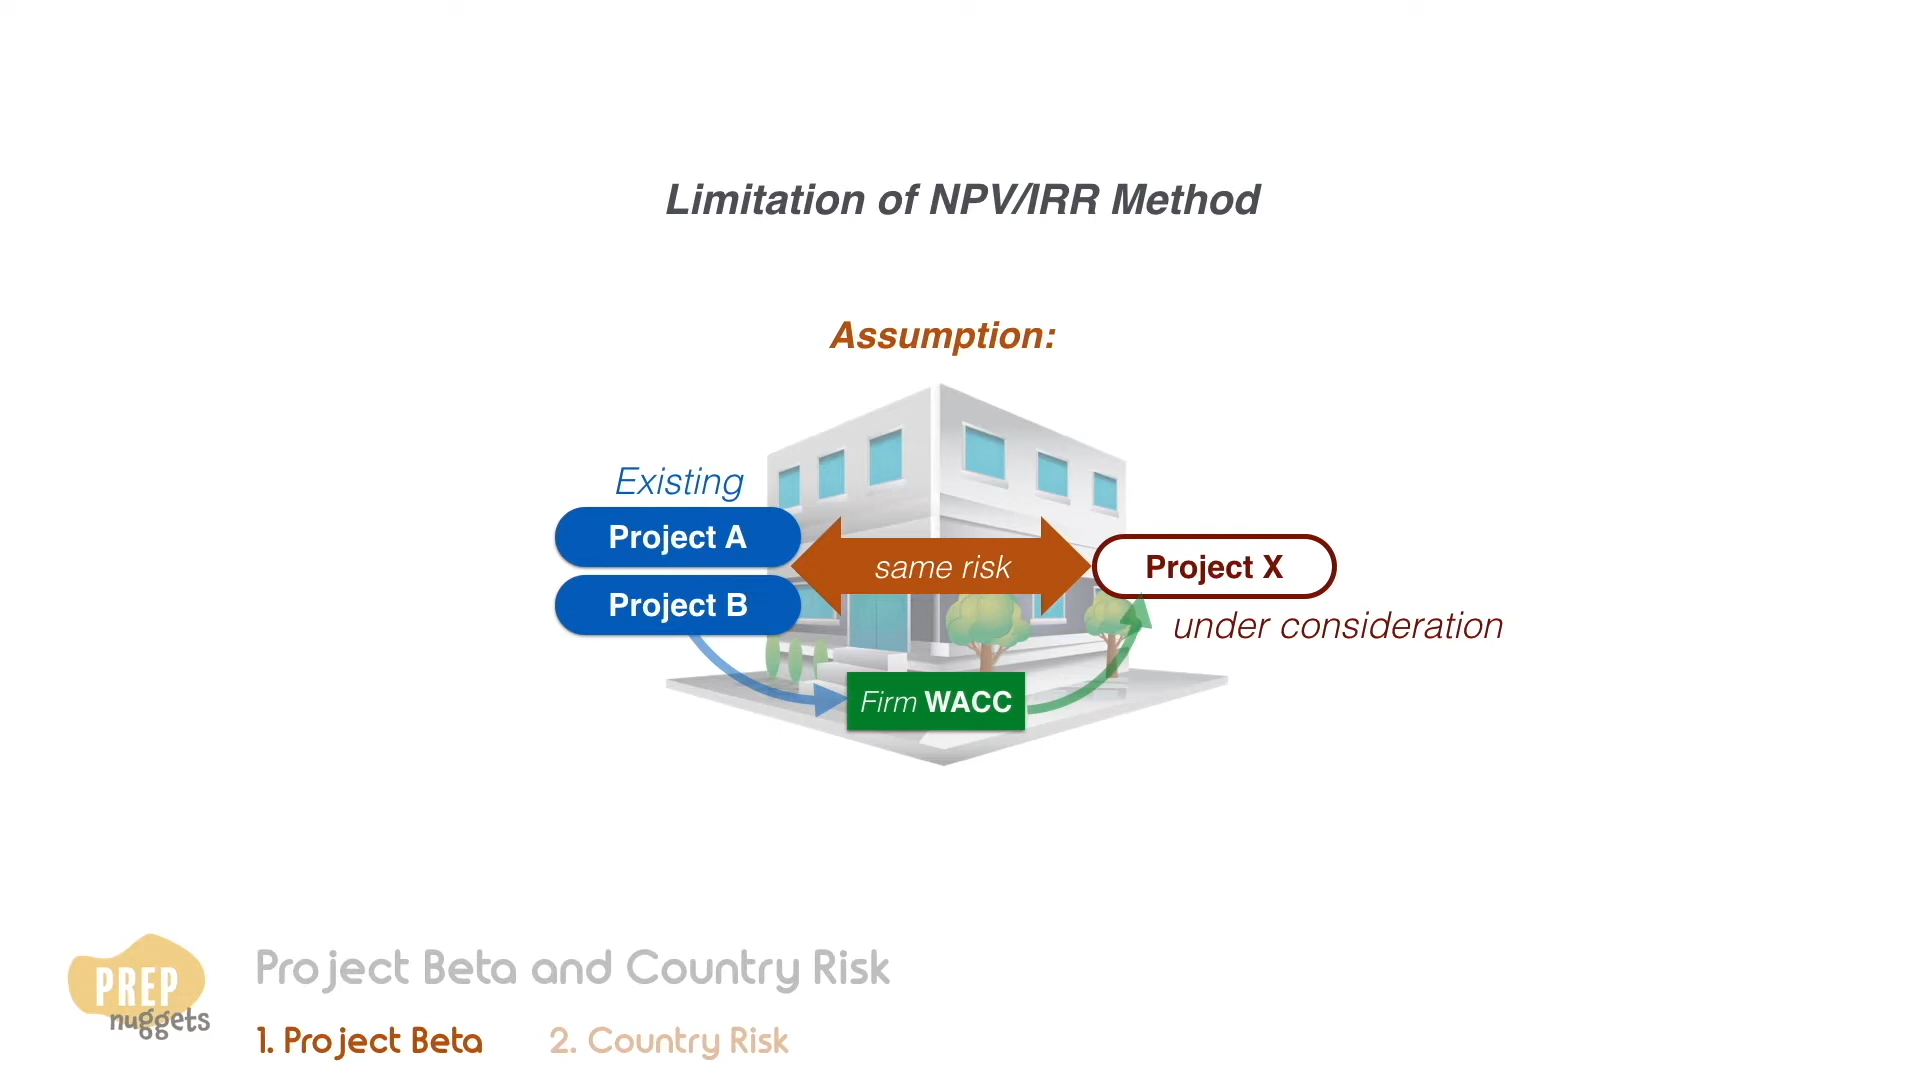 Limitation of NPV/IRR Method
Assumption:
Existing
Project A
Project B
same risk
Project X
under consideration
Firm WACC
PREP
nuggets
Project Beta and Country Risk
1. Project Beta
2. Country Risk